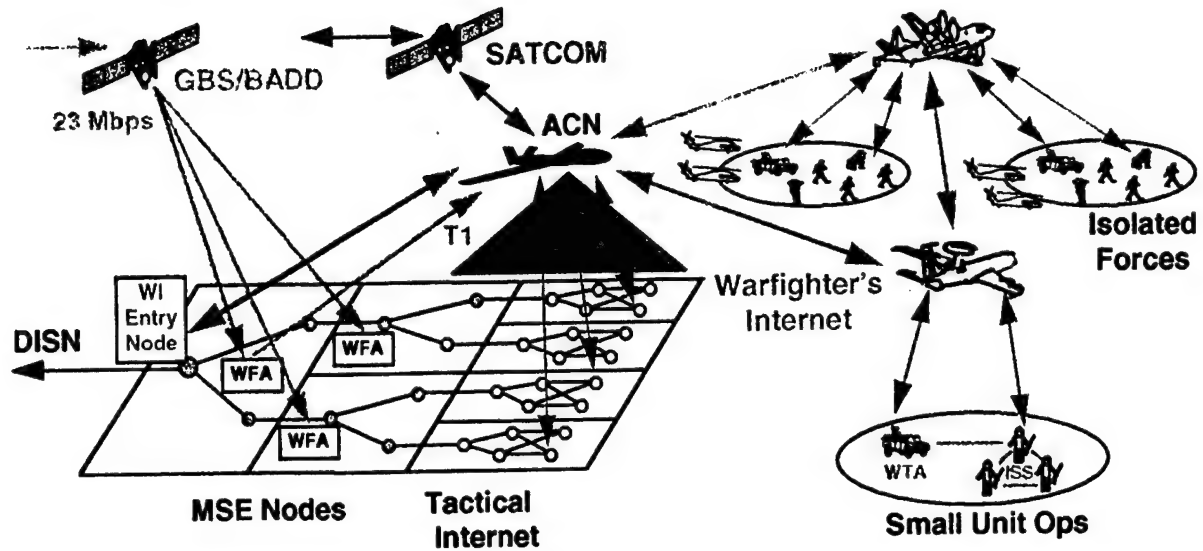 SATCOM
GBS/BADD
23 Mbps
ACN
T1
Isolated
Forces
Warfighter's
Internet
WI
Entry
Node
DISN
WFA
WFA
WFA
WTA
ISS
MSE Nodes
Tactical
Internet
Small Unit Ops